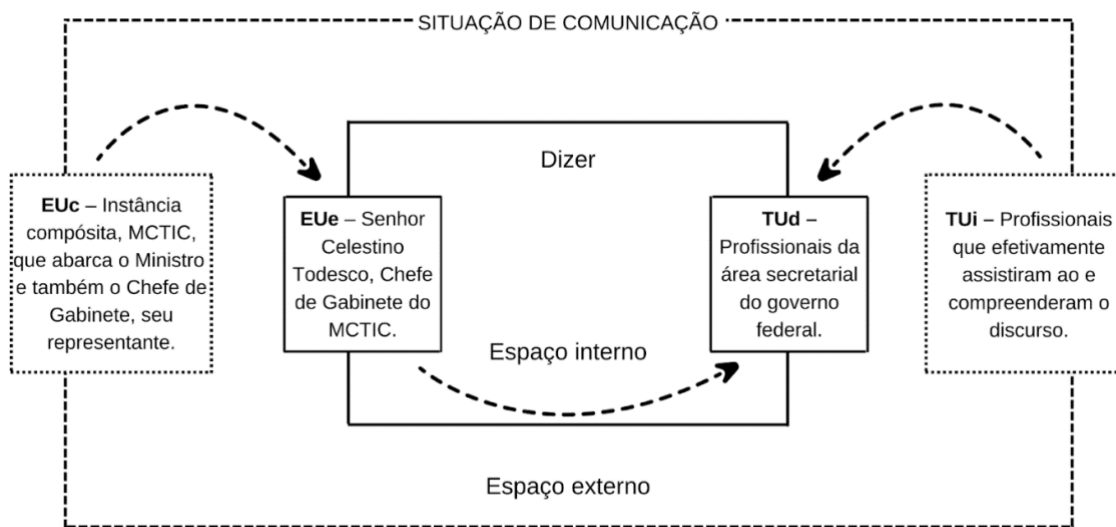 SITUAÇÃO DE COMUNICAÇÃO
Dizer
EUc – Instância
compósita, MCTIC,
que abarca o Ministro
e também o Chefe de
Gabinete, seu
representante.
EUe – Senhor
Celestino
Todesco, Chefe
de Gabinete do
MCTIC.
TUd –
Profissionais da
área secretarial
do governo
federal.
TUi – Profissionais
que efetivamente
assistiram ao e
compreenderam o
discurso.
Espaço interno
Espaço externo